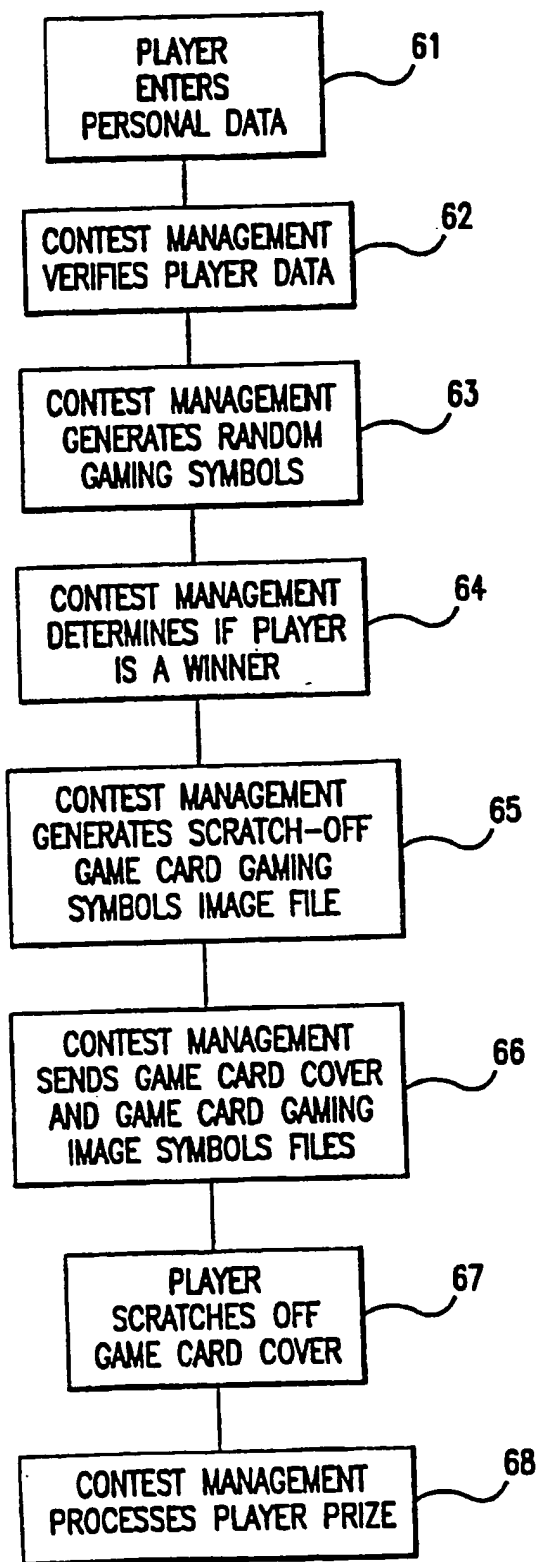 PLAYER
ENTERS
PERSONAL DATA
61
CONTEST MANAGEMENT
VERIFIES PLAYER DATA
62
CONTEST MANAGEMENT
GENERATES RANDOM
GAMING SYMBOLS
63
CONTEST MANAGEMENT
DETERMINES IF PLAYER
IS A WINNER
64
CONTEST MANAGEMENT
GENERATES SCRATCH-OFF
GAME CARD GAMING
SYMBOLS IMAGE FILE
65
CONTEST MANAGEMENT
SENDS GAME CARD COVER
AND GAME CARD GAMING
IMAGE SYMBOLS FILES
66
PLAYER
SCRATCHES OFF
GAME CARD COVER
67
CONTEST MANAGEMENT
PROCESSES PLAYER PRIZE
68